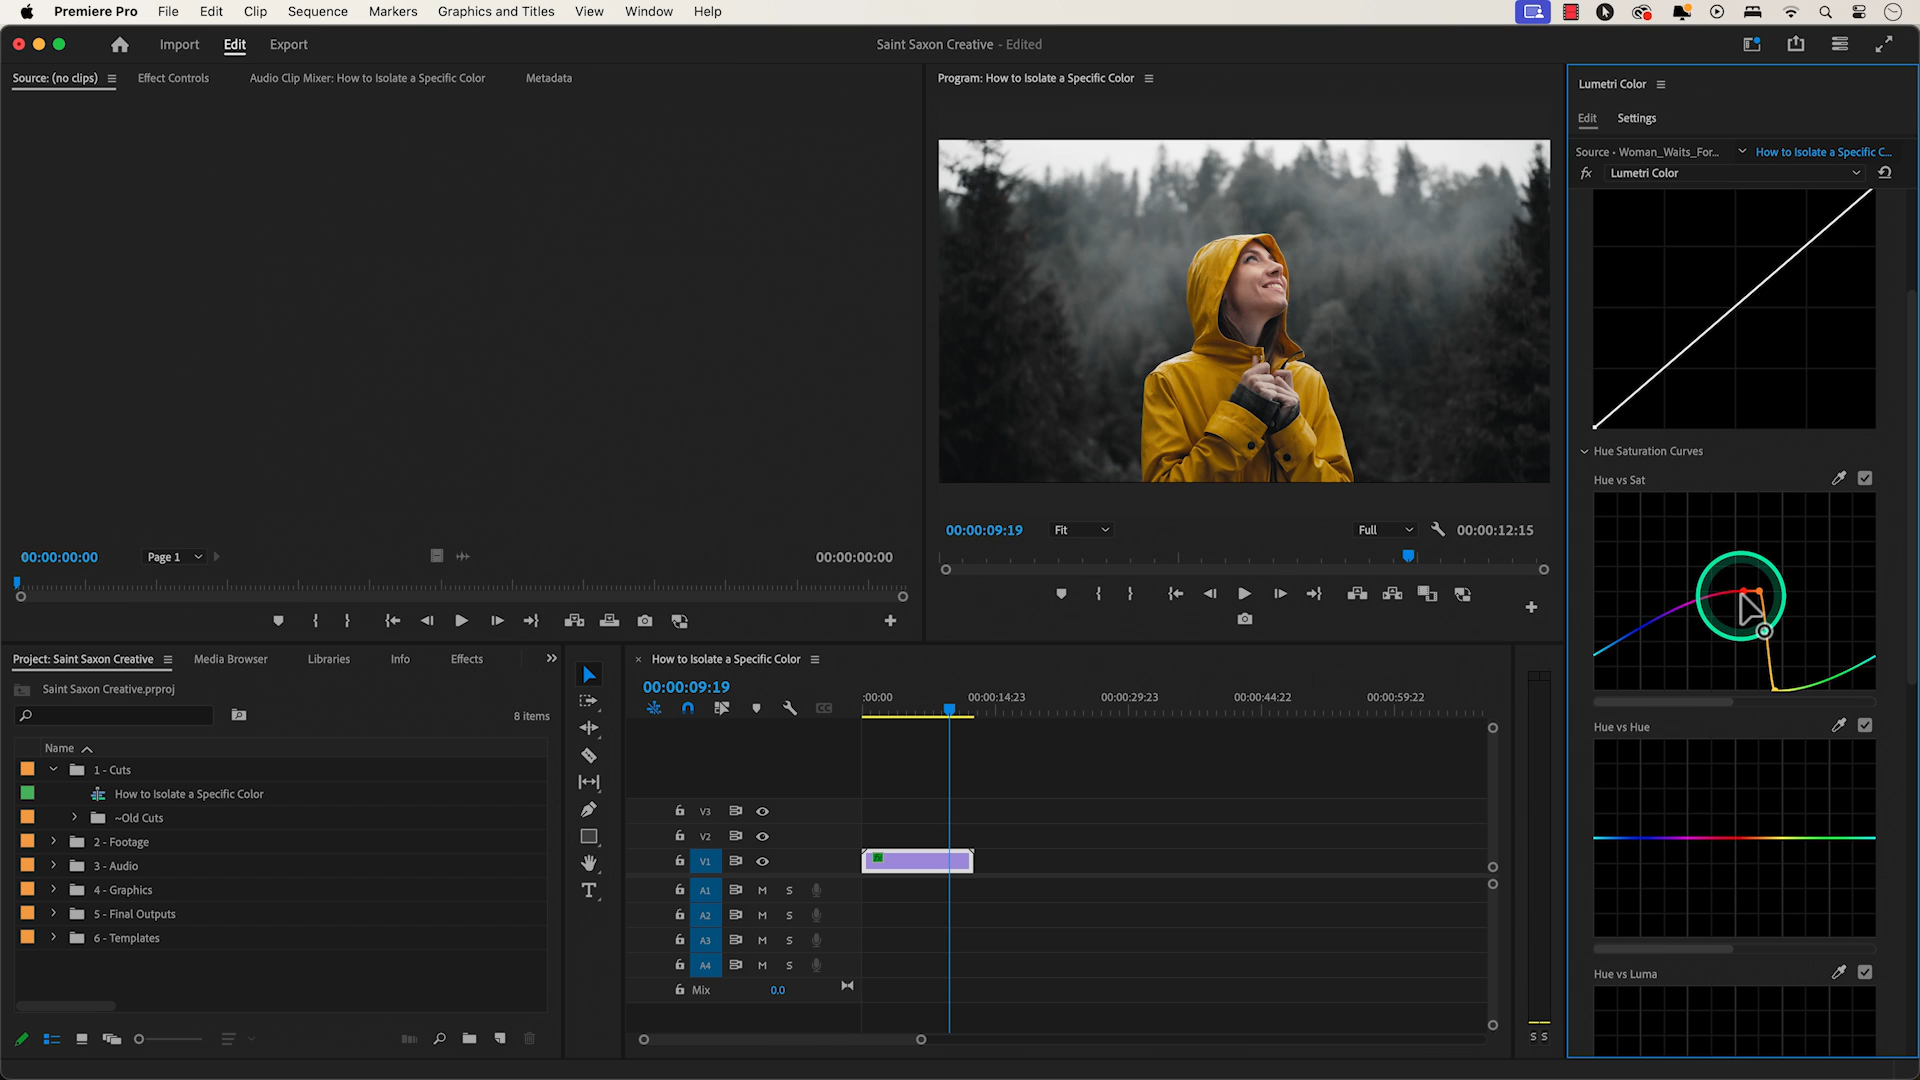 Premiere Pro File Edit Clip Sequence Markers Graphics and Titles View Window Help
Import Edit Export
Saint Saxon Creative - Edited
Source: (no clips) Effect Controls Audio Clip Mixer: How to Isolate a Specific Color Metadata
Program: How to Isolate a Specific Color
Lumetri Color
Edit Settings
Source • Woman_Waits_For... How to Isolate a Specific C...
fx Lumetri Color
Hue Saturation Curves
Hue vs Sat
00:00:09:19 Fit Full 00:00:12:15
00:00:00:00 Page 1 00:00:00:00
Project: Saint Saxon Creative Media Browser Libraries Info Effects
How to Isolate a Specific Color
Saint Saxon Creative.prproj
00:00:09:19
:00:00 00:00:14:23 00:00:29:23 00:00:44:22 00:00:59:22
8 items
Name
1 - Cuts
How to Isolate a Specific Color
~Old Cuts
2 - Footage
3 - Audio
4 - Graphics
5 - Final Outputs
6 - Templates
V3
V2
V1
fx
A1 M S
A2 M S
A3 M S
A4 M S
Mix 0.0
S S
CC
T
Hue vs Hue
Hue vs Luma